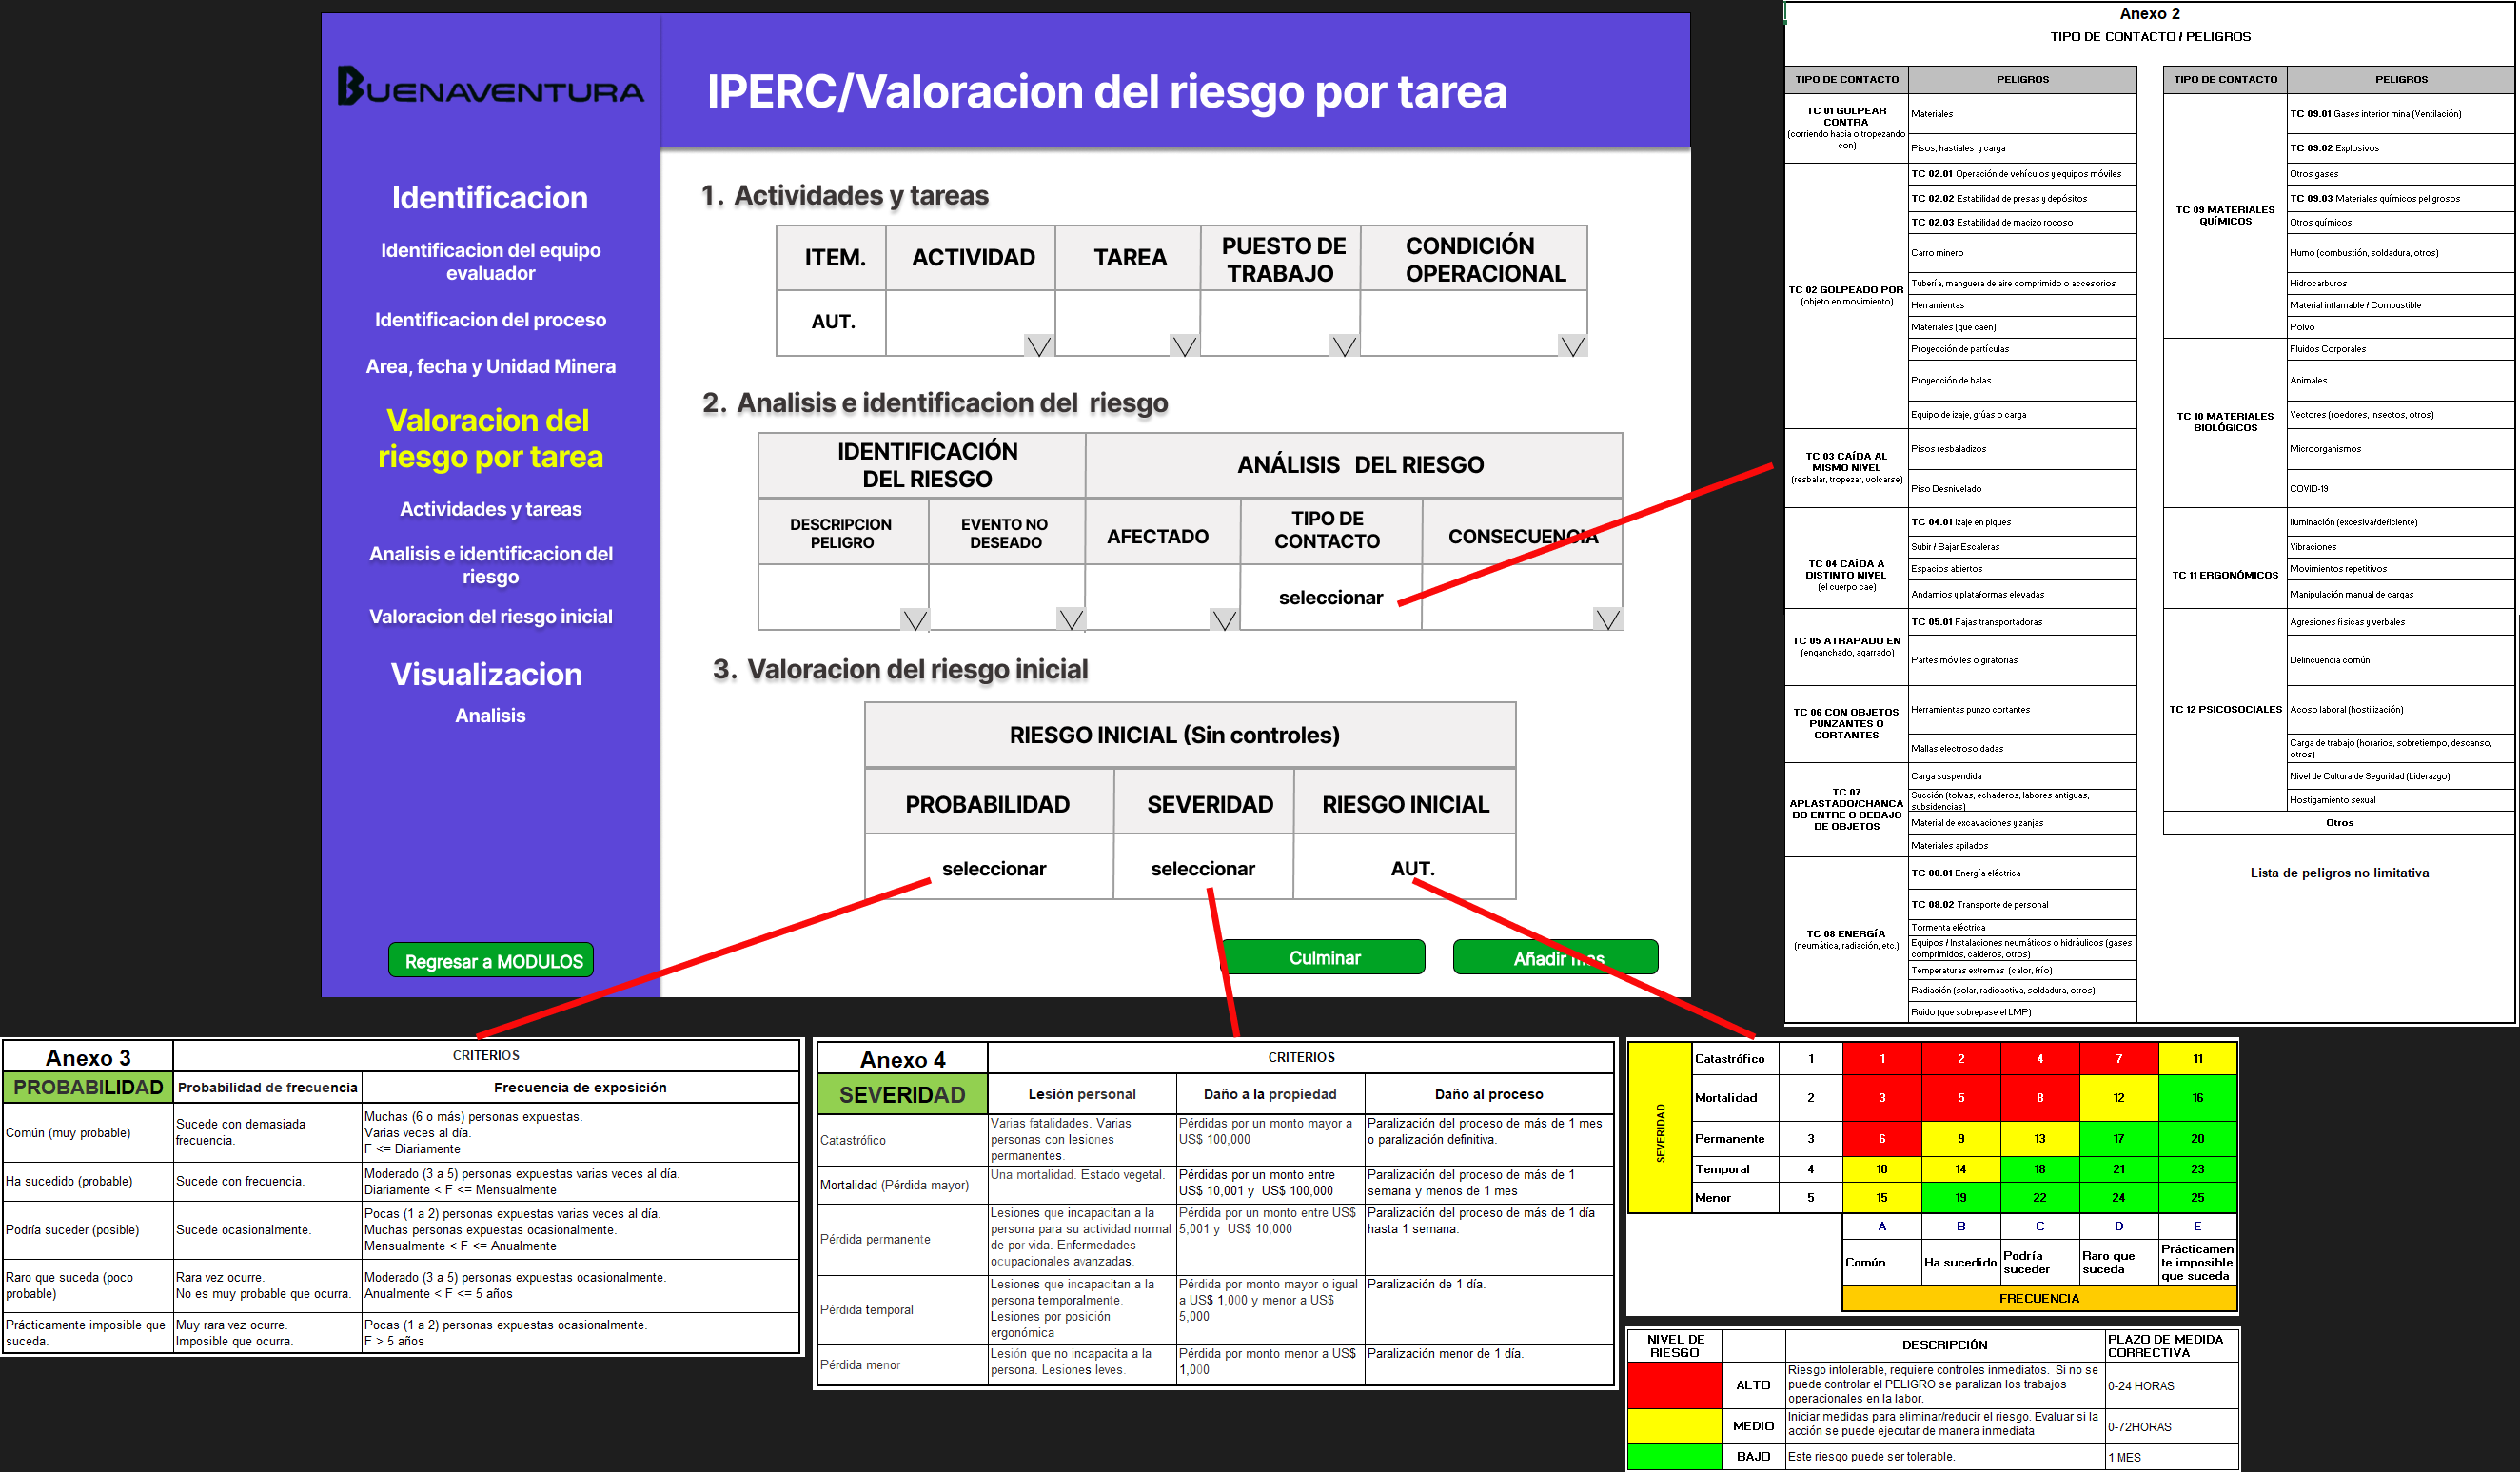 BUENAVENTURA
IPERC/Valoracion del riesgo por tarea
Identificacion
Identificacion del equipo
evaluador
Identificacion del proceso
Area, fecha y Unidad Minera
Valoracion del
riesgo por tarea
Actividades y tareas
Analisis e identificacion del
riesgo
Valoracion del riesgo inicial
Visualizacion
Analisis
Regresar a MODULOS
1. Actividades y tareas
ITEM.
ACTIVIDAD
TAREA
PUESTO DE
TRABAJO
CONDICIÓN
OPERACIONAL
AUT.
2. Analisis e identificacion del riesgo
IDENTIFICACIÓN
DEL RIESGO
ANÁLISIS DEL RIESGO
DESCRIPCION
PELIGRO
EVENTO NO
DESEADO
AFECTADO
TIPO DE
CONTACTO
CONSECUENCIA
seleccionar
3. Valoracion del riesgo inicial
RIESGO INICIAL (Sin controles)
PROBABILIDAD
SEVERIDAD
RIESGO INICIAL
seleccionar
seleccionar
AUT.
Culminar
Añadir mas
Anexo 2
TIPO DE CONTACTO / PELIGROS
TIPO DE CONTACTO
PELIGROS
TC 01 GOLPEAR
CONTRA
(corriendo hacia o tropezando
con)
Materiales
Pisos, hastiales y carga
TC 02 GOLPEADO POR
(objeto en movimiento)
TC 02.01 Operación de vehículos y equipos móviles
TC 02.02 Estabilidad de presas y depósitos
TC 02.03 Estabilidad de macizo rocoso
Carro minero
Tubería, manguera de aire comprimido o accesorios
Herramientas
Materiales (que caen)
Proyección de partículas
Proyección de balas
Equipo de izaje, grúas o carga
TC 03 CAÍDA AL
MISMO NIVEL
(resbalar, tropezar, volcarse)
Pisos resbaladizos
Piso Desnivelado
TC 04 CAÍDA A
DISTINTO NIVEL
(el cuerpo cae)
TC 04.01 Izaje en piques
Subir / Bajar Escaleras
Espacios abiertos
Andamios y plataformas elevadas
TC 05 ATRAPADO EN
(enganchado, agarrado)
TC 05.01 Fajas transportadoras
Partes móviles o giratorias
TC 06 CON OBJETOS
PUNZANTES O
CORTANTES
Herramientas punzo cortantes
Mallas electrosoldadas
TC 07
APLASTADO/CHANCA
DO ENTRE O DEBAJO
DE OBJETOS
Carga suspendida
Succión (tolvas, echaderos, labores antiguas,
subsidencias)
Material de excavaciones y zanjas
Materiales apilados
TC 08 ENERGÍA
(neumática, radiación, etc.)
TC 08.01 Energía eléctrica
TC 08.02 Transporte de personal
Tormenta eléctrica
Equipos / Instalaciones neumáticos o hidráulicos (gases
comprimidos, calderos, otros)
Temperaturas extremas (calor, frío)
Radiación (solar, radioactiva, soldadura, otros)
Ruido (que sobrepase el LMP)
TIPO DE CONTACTO
PELIGROS
TC 09 MATERIALES
QUÍMICOS
TC 09.01 Gases interior mina (Ventilación)
TC 09.02 Explosivos
Otros gases
TC 09.03 Materiales químicos peligrosos
Otros químicos
Humo (combustión, soldadura, otros)
Hidrocarburos
Material inflamable / Combustible
Polvo
TC 10 MATERIALES
BIOLÓGICOS
Fluidos Corporales
Animales
Vectores (roedores, insectos, otros)
Microorganismos
COVID-19
TC 11 ERGONÓMICOS
Iluminación (excesiva/deficiente)
Vibraciones
Movimientos repetitivos
Manipulación manual de cargas
TC 12 PSICOSOCIALES
Agresiones físicas y verbales
Delincuencia común
Acoso laboral (hostilización)
Carga de trabajo (horarios, sobretiempo, descanso,
otros)
Nivel de Cultura de Seguridad (Liderazgo)
Hostigamiento sexual
Otros
Lista de peligros no limitativa
Anexo 3
CRITERIOS
PROBABILIDAD
Probabilidad de frecuencia
Frecuencia de exposición
Común (muy probable)
Sucede con demasiada
frecuencia.
Muchas (6 o más) personas expuestas.
Varias veces al día.
F <= Diariamente
Ha sucedido (probable)
Sucede con frecuencia.
Moderado (3 a 5) personas expuestas varias veces al día.
Diariamente < F <= Mensualmente
Podría suceder (posible)
Sucede ocasionalmente.
Pocas (1 a 2) personas expuestas varias veces al día.
Muchas personas expuestas ocasionalmente.
Mensualmente < F <= Anualmente
Raro que suceda (poco
probable)
Rara vez ocurre.
No es muy probable que ocurra.
Moderado (3 a 5) personas expuestas ocasionalmente.
Anualmente < F <= 5 años
Prácticamente imposible que
suceda.
Muy rara vez ocurre.
Imposible que ocurra.
Pocas (1 a 2) personas expuestas ocasionalmente.
F > 5 años
Anexo 4
CRITERIOS
SEVERIDAD
Lesión personal
Daño a la propiedad
Daño al proceso
Catastrófico
Varias fatalidades. Varias
personas con lesiones
permanentes.
Pérdidas por un monto mayor a
US$ 100,000
Paralización del proceso de más de 1 mes
o paralización definitiva.
Mortalidad (Pérdida mayor)
Una mortalidad. Estado vegetal.
Pérdidas por un monto entre
US$ 10,001 y US$ 100,000
Paralización del proceso de más de 1
semana y menos de 1 mes
Pérdida permanente
Lesiones que incapacitan a la
persona para su actividad normal
de por vida. Enfermedades
ocupacionales avanzadas.
Pérdida por un monto entre US$
5,001 y US$ 10,000
Paralización del proceso de más de 1 día
hasta 1 semana.
Pérdida temporal
Lesiones que incapacitan a la
persona temporalmente.
Lesiones por posición
ergonómica
Pérdida por monto mayor o igual
a US$ 1,000 y menor a US$
5,000
Paralización de 1 día.
Pérdida menor
Lesión que no incapacita a la
persona. Lesiones leves.
Pérdida por monto menor a US$
1,000
Paralización menor de 1 día.
SEVERIDAD
Catastrófico 1 1 2 4 7 11
Mortalidad 2 3 5 8 12 16
Permanente 3 6 9 13 17 20
Temporal 4 10 14 18 21 23
Menor 5 15 19 22 24 25
A B C D E
Común
Ha sucedido
Podría
suceder
Raro que
suceda
Prácticamen
te imposible
que suceda
FRECUENCIA
NIVEL DE
RIESGO
DESCRIPCIÓN
PLAZO DE MEDIDA
CORRECTIVA
ALTO
Riesgo intolerable, requiere controles inmediatos. Si no se
puede controlar el PELIGRO se paralizan los trabajos
operacionales en la labor.
0-24 HORAS
MEDIO
Iniciar medidas para eliminar/reducir el riesgo. Evaluar si la
acción se puede ejecutar de manera inmediata
0-72HORAS
BAJO
Este riesgo puede ser tolerable.
1 MES